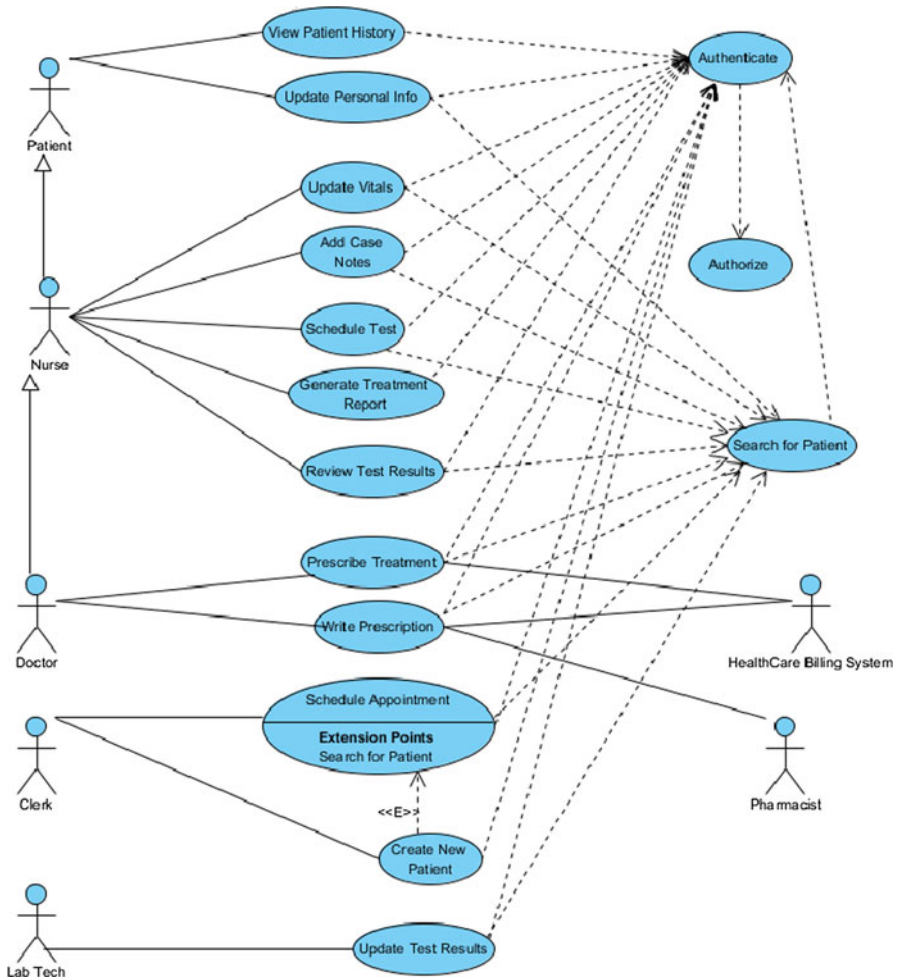 View Patient History
Authenticate
Update Personal Info
Patient
Update Vitals
Add Case
Notes
Authorize
Schedule Test
Nurse
Generate Treatment
Report
Search for Patient
Review Test Results
Prescribe Treatment
Write Prescription
Doctor
HealthCare Billing System
Schedule Appointment
Extension Points
Search for Patient
Clerk
Pharmacist
<<E>>
Create New
Patient
Update Test Results
Lab Tech